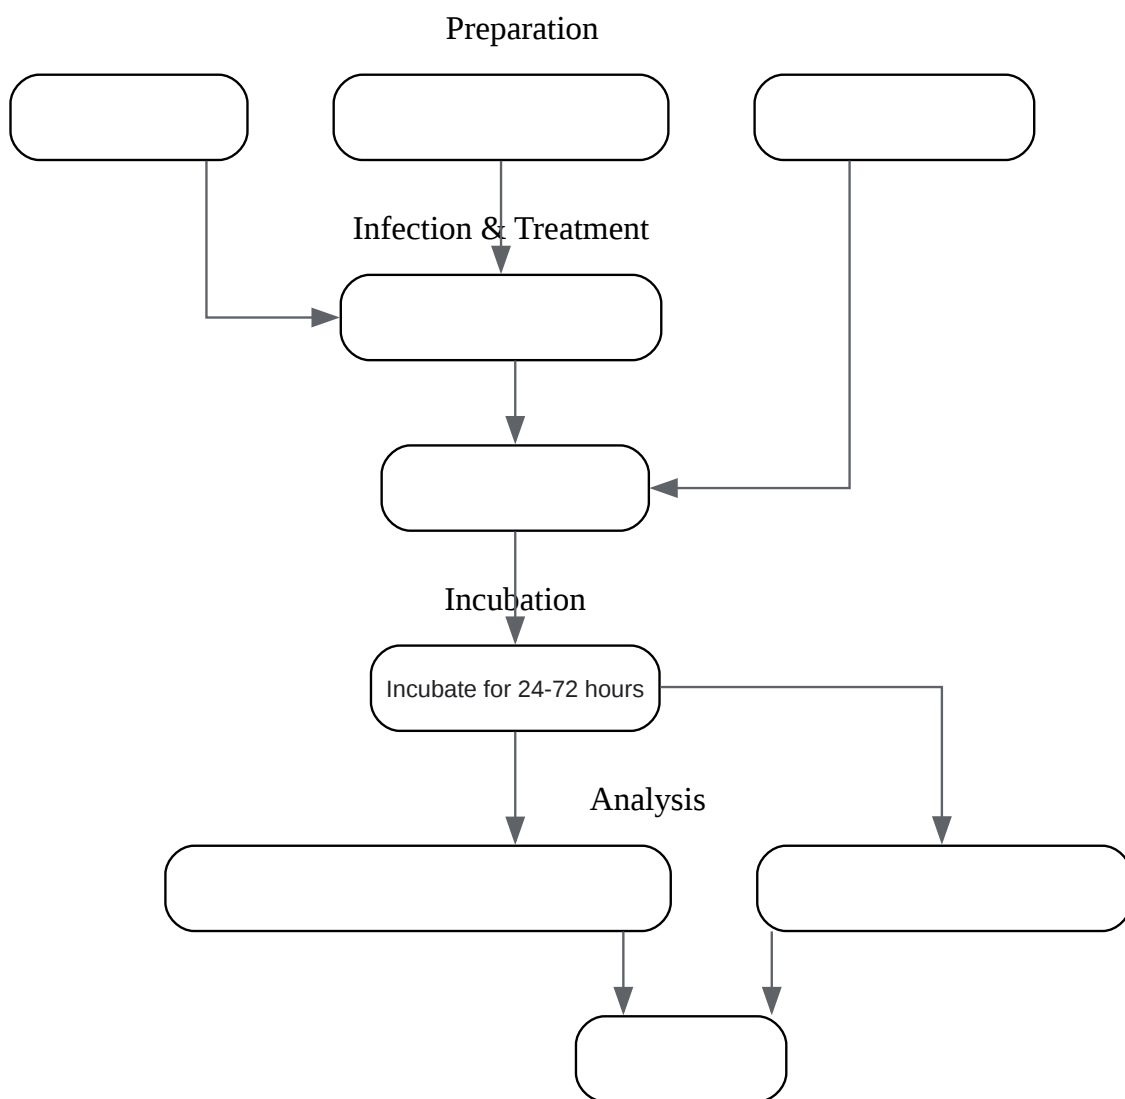 Preparation
Infection & Treatment
Incubation
Incubate for 24-72 hours
Analysis